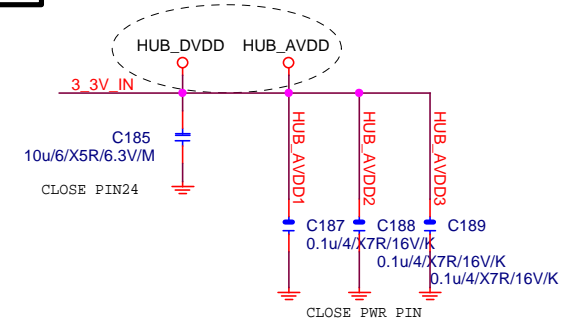 HUB_DVDD HUB_AVDD
3_3V_IN
C185
10u/6/X5R/6.3V/M
CLOSE PIN24
HUB_AVDD1
HUB_AVDD2
HUB_AVDD3
C187 C188 C189
0.1u/4/X7R/16V/K
0.1u/4/X7R/16V/K
0.1u/4/X7R/16V/K
CLOSE PWR PIN